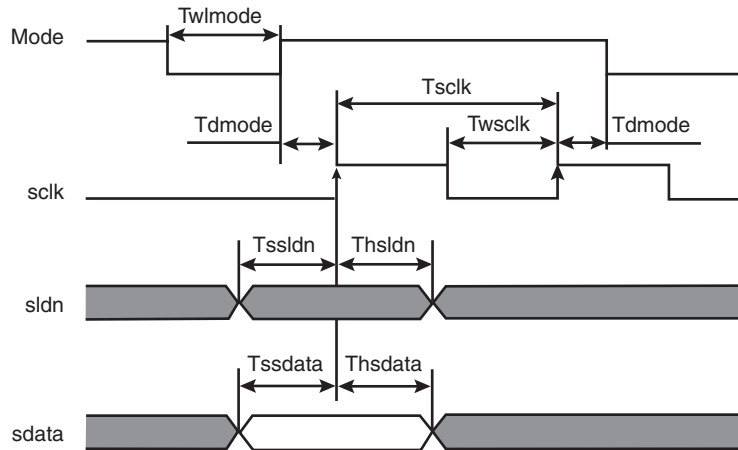 Twlmode
Mode
Tsclk
Tdmode
Twsclk
Tdmode
sclk
Tssldn
Thsldn
sldn
Tssdata
Thsdata
sdata